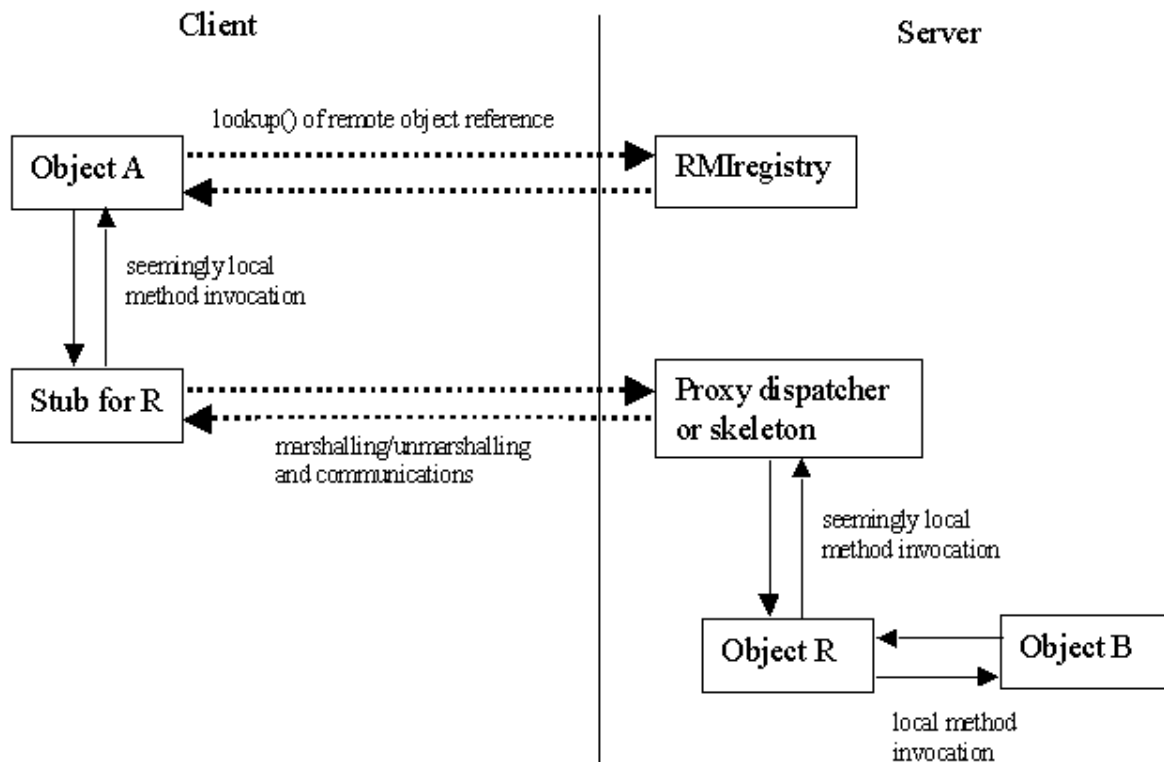 Client
Server
lookup() of remote object reference
Object A
RMIregistry
seemingly local
method invocation
Stub for R
Proxy dispatcher
or skeleton
marshalling/unmarshalling
and communications
seemingly local
method invocation
Object R
Object B
local method
invocation